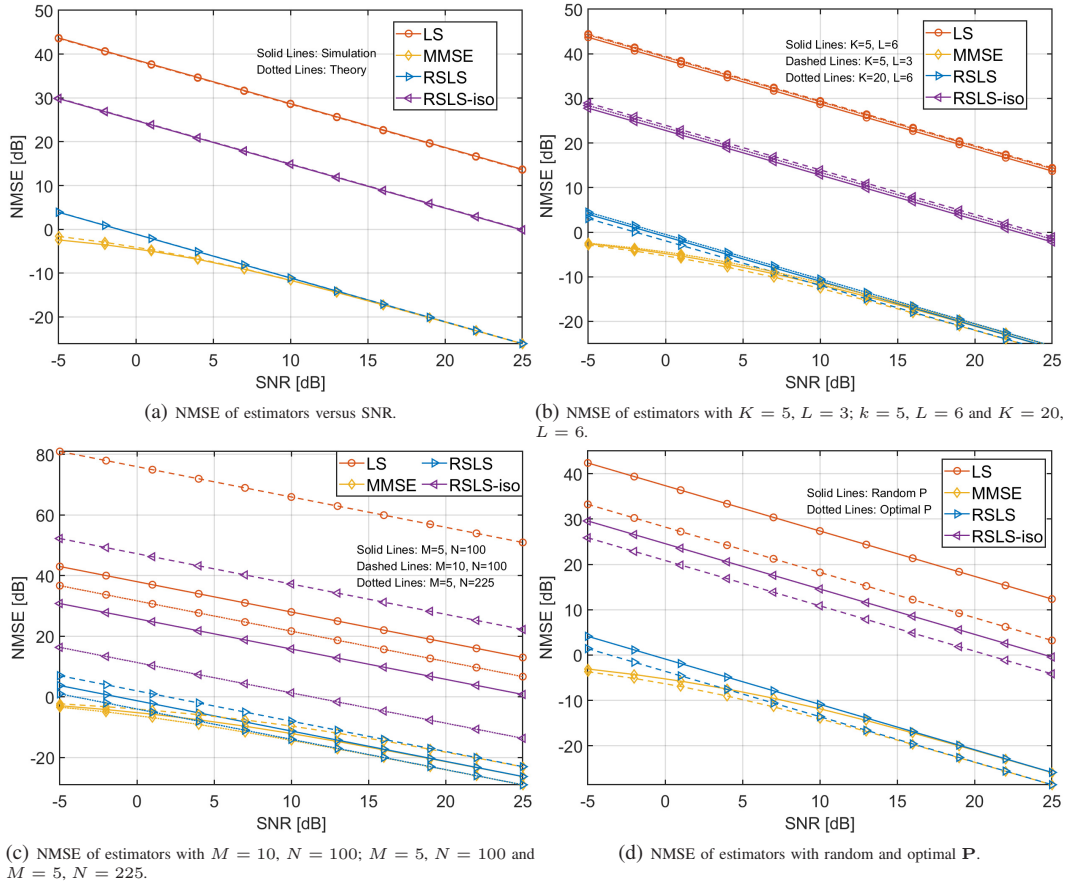 50
40
30
20
10
0
-10
-20
NMSE [dB]
-5
0
5
10
15
20
25
SNR [dB]
Solid Lines: Simulation
Dotted Lines: Theory
LS
MMSE
RSLS
RSLS-iso
(a) NMSE of estimators versus SNR.
50
40
30
20
10
0
-10
-20
NMSE [dB]
-5
0
5
10
15
20
25
SNR [dB]
Solid Lines: K=5, L=6
Dashed Lines: K=5, L=3
Dotted Lines: K=20, L=6
LS
MMSE
RSLS
RSLS-iso
(b) NMSE of estimators with K = 5, L = 3; k = 5, L = 6 and K = 20,
L = 6.
80
60
40
20
0
-20
NMSE [dB]
-5
0
5
10
15
20
25
SNR [dB]
LS
MMSE
RSLS
RSLS-iso
Solid Lines: M=5, N=100
Dashed Lines: M=10, N=100
Dotted Lines: M=5, N=225
(c) NMSE of estimators with M = 10, N = 100; M = 5, N = 100 and
M = 5, N = 225.
40
30
20
10
0
-10
-20
NMSE [dB]
-5
0
5
10
15
20
25
SNR [dB]
Solid Lines: Random P
Dotted Lines: Optimal P
LS
MMSE
RSLS
RSLS-iso
(d) NMSE of estimators with random and optimal P.